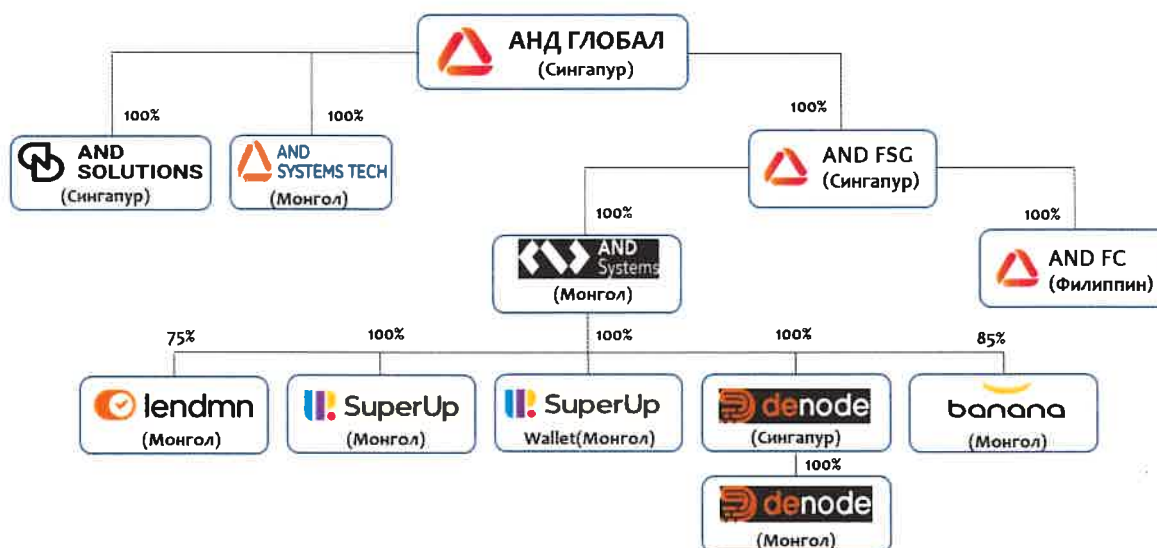 АНД ГЛОБАЛ
(Сингапур)
100%
100%
100%
AND
SOLUTIONS
(Сингапур)
AND
SYSTEMS TECH
(Монгол)
AND FSG
(Сингапур)
100%
100%
AND
Systems
(Монгол)
AND FC
(Филиппин)
75%
100%
100%
100%
85%
lendmn
(Монгол)
SuperUp
(Монгол)
SuperUp
Wallet(Монгол)
denode
(Сингапур)
banana
(Монгол)
100%
denode
(Монгол)